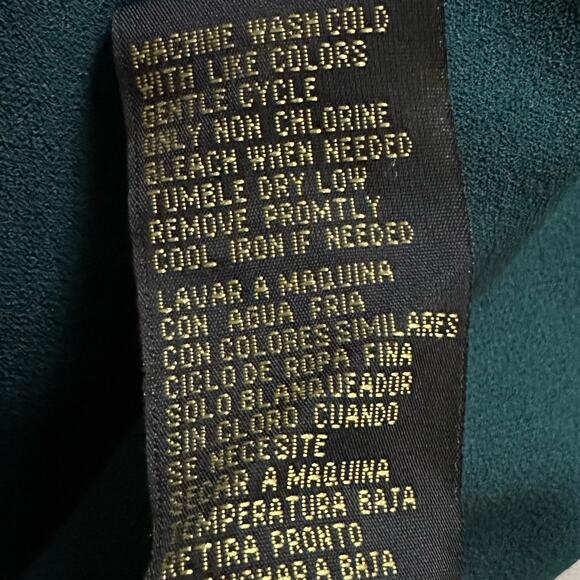 MACHINE WASH COLD
WITH LIKE COLORS
GENTLE CYCLE
ONLY NON CHLORINE
BLEACH WHEN NEEDED
TUMBLE DRY LOW
REMOVE PROMTLY
COOL IRON IF NEEDED
LAVAR A MAQUINA
CON AGUA FRIA
CON COLORES SIMILARES
CICLO DE ROPA FINA
SOLO BLANQUEADOR
SIN CLORO CUANDO
SE NECESITE
SECAR A MAQUINA
TEMPERATURA BAJA
RETIRA PRONTO
A BAJA